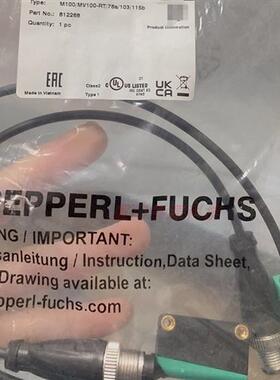 Type: M100/MV100-RT/76a/103/115b
Part No.: 812268
Quantity: 1 pc
Product information
EAC
Made in Vietnam
Class2
Type 1
C UL US LISTED
UK CA
PEPPERL+FUCHS
NG / IMPORTANT:
sanleitung / Instruction, Data Sheet,
Drawing available at:
epperl-fuchs.com